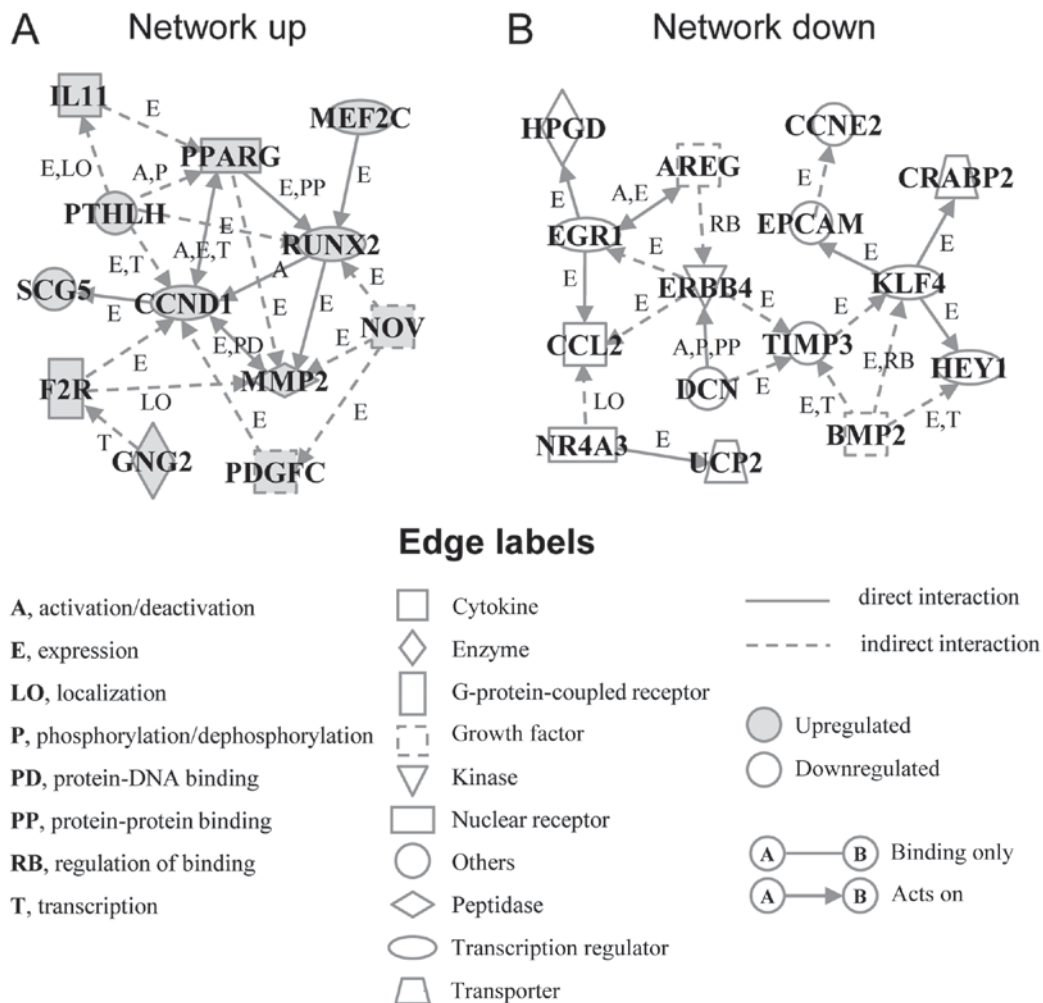 A Network up
IL11
E
MEF2C
PPARG
E,LO
A,P
E,PP
E
PTHLH
E
RUNX2
E,T
A,E,T
A
E
SCG5
E
CCND1
E
E
NOV
E,PD
E
E
MMP2
F2R
LO
E
E
T
GNG2
PDGFC
B Network down
HPGD
CCNE2
AREG
CRABP2
A,E
E
E
RB
EPCAM
EGR1
E
E
E
KLF4
E
ERBB4
E
E
E
E
CCL2
A,P,PP
TIMP3
E,RB
HEY1
DCN
E
LO
E,T
E,T
NR4A3
E
UCP2
BMP2
Edge labels
A, activation/deactivation
E, expression
LO, localization
P, phosphorylation/dephosphorylation
PD, protein-DNA binding
PP, protein-protein binding
RB, regulation of binding
T, transcription
Cytokine
Enzyme
G-protein-coupled receptor
Growth factor
Kinase
Nuclear receptor
Others
Peptidase
Transcription regulator
Transporter
direct interaction
indirect interaction
Upregulated
Downregulated
A B Binding only
A B Acts on